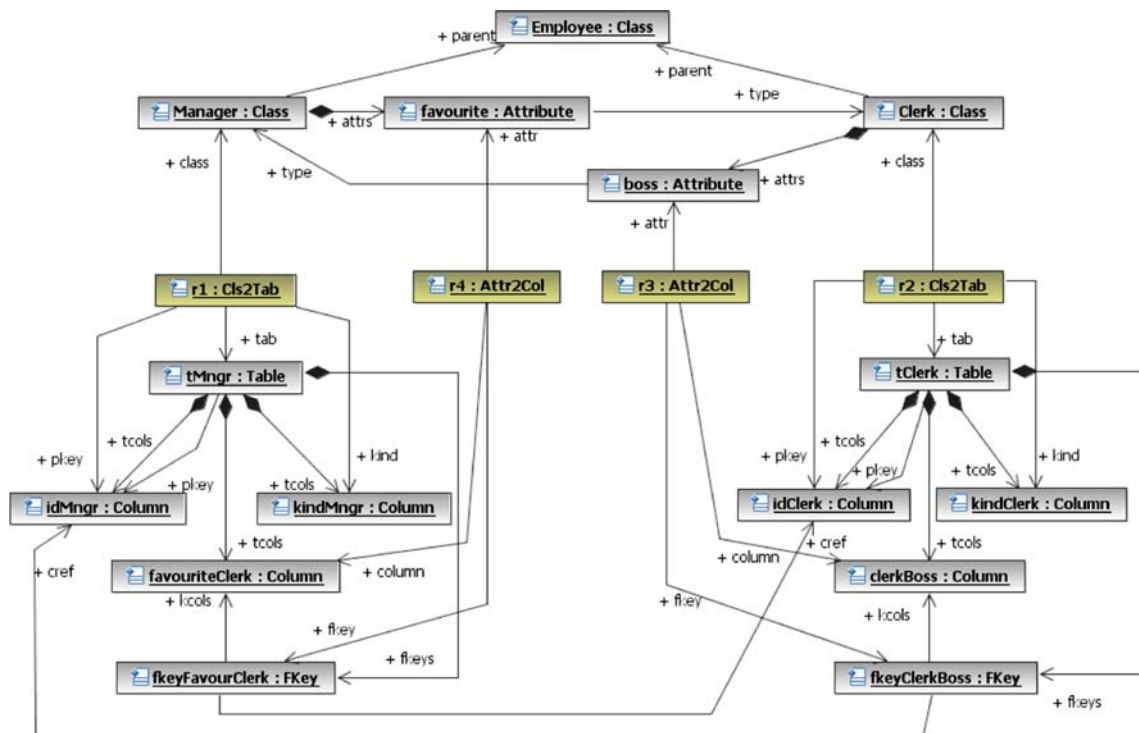 Employee : Class
+ parent
+ parent
+ type
Manager : Class
favourite : Attribute
Clerk : Class
+ attrs
+ attr
+ class
+ type
boss : Attribute
+ attrs
+ class
+ attr
r1 : Cls2Tab
r4 : Attr2Col
r3 : Attr2Col
r2 : Cls2Tab
+ tab
+ tab
tMngr : Table
tClerk : Table
+ tcols
+ tcols
+ pkey
+ kind
+ pkey
+ kind
+ pkey
+ tcols
+ pkey
+ tcols
idMngr : Column
kindMngr : Column
idClerk : Column
kindClerk : Column
+ cref
+ tcols
+ cref
+ tcols
+ column
+ column
favouriteClerk : Column
clerkBoss : Column
+ kcols
+ fkey
+ kcols
+ fkey
+ fkeys
fkeyFavourClerk : FKey
fkeyClerkBoss : FKey
+ fkeys